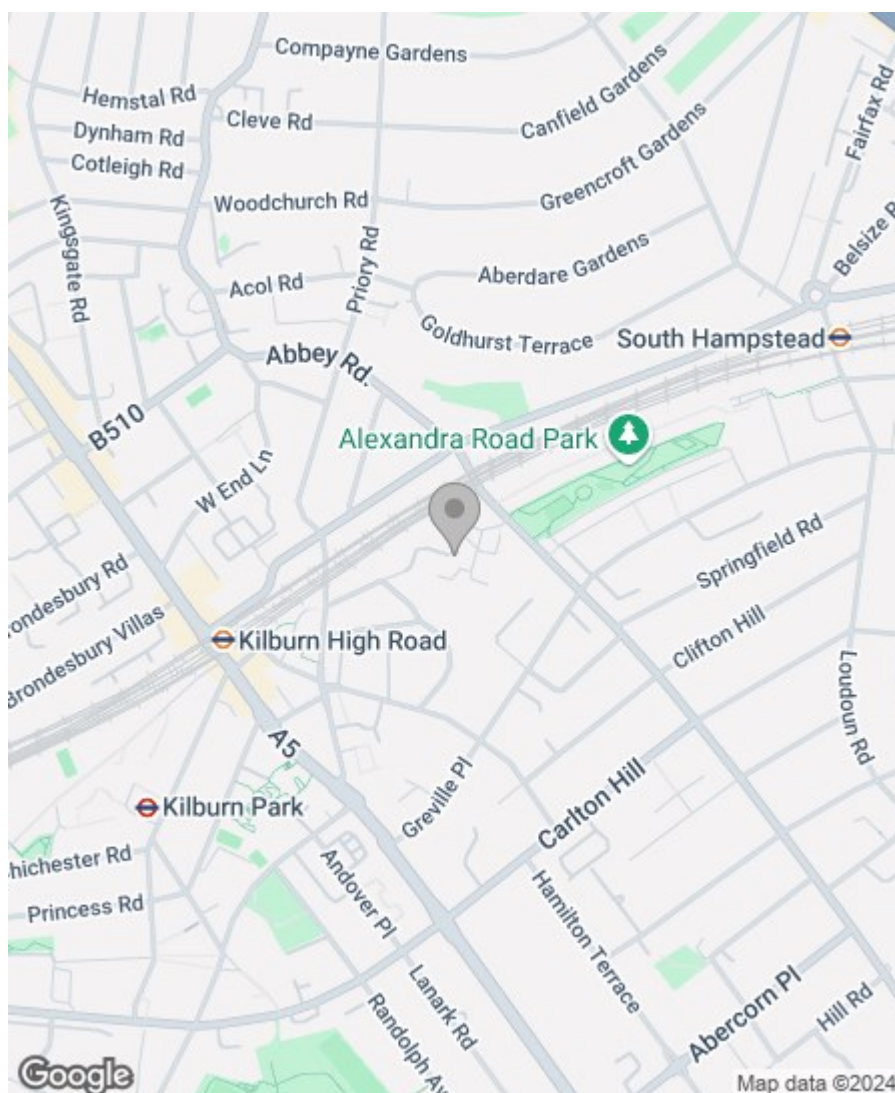 Compayne Gardens
Hemstal Rd
Cleve Rd
Dynham Rd
Cotleigh Rd
Canfield Gardens
Fairfax Rd
Greencroft Gardens
Woodchurch Rd
Kingsgate Rd
Priory Rd
Aberdare Gardens
Belsize
Acol Rd
Goldhurst Terrace
South Hampstead
Abbey Rd.
B510
Alexandra Road Park
W End Ln
Springfield Rd
ondesbury Rd
Brondesbury Villas
Kilburn High Road
Clifton Hill
Loudoun Rd
A5
Kilburn Park
Greville Pl
Carlton Hill
hichester Rd
Princess Rd
Andover Pl
Hamilton Terrace
Lanark Rd
Randolph Av
Abercorn Pl
Hill Rd
Google
Map data ©2024